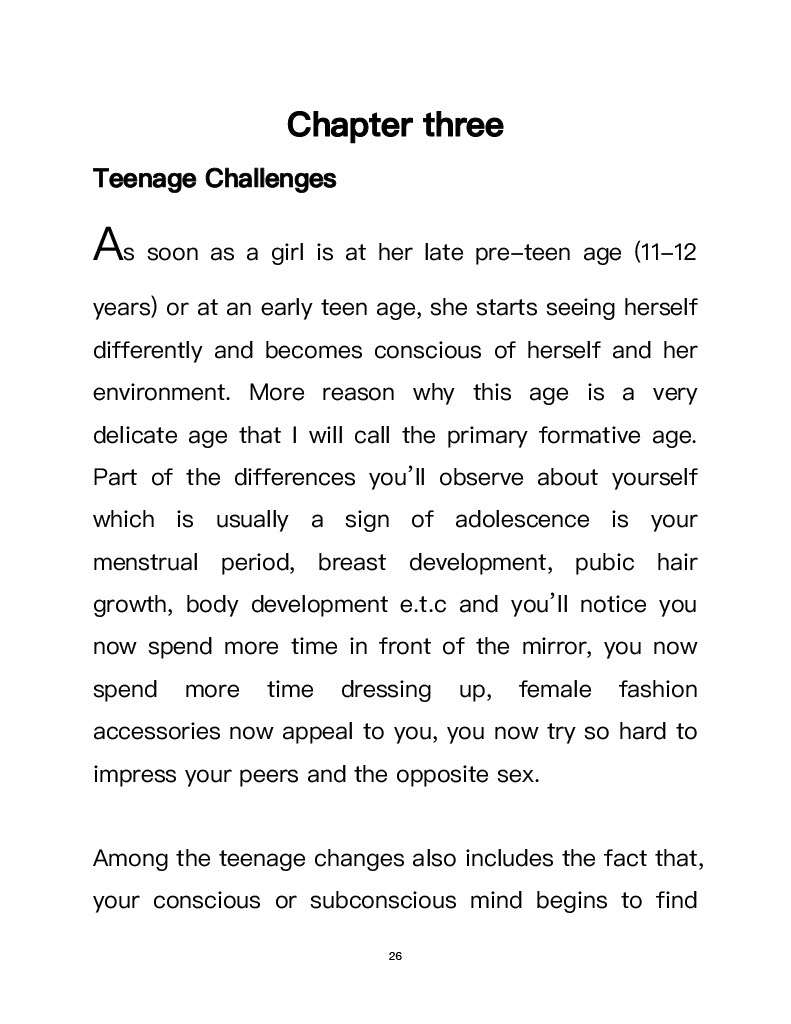 Chapter three
Teenage Challenges
As soon as a girl is at her late pre-teen age (11-12
years) or at an early teen age, she starts seeing herself
differently and becomes conscious of herself and her
environment. More reason why this age is a very
delicate age that I will call the primary formative age.
Part of the differences you’ll observe about yourself
which is usually a sign of adolescence is your
menstrual period, breast development, pubic hair
growth, body development e.t.c and you’ll notice you
now spend more time in front of the mirror, you now
spend more time dressing up, female fashion
accessories now appeal to you, you now try so hard to
impress your peers and the opposite sex.
Among the teenage changes also includes the fact that,
your conscious or subconscious mind begins to find
26